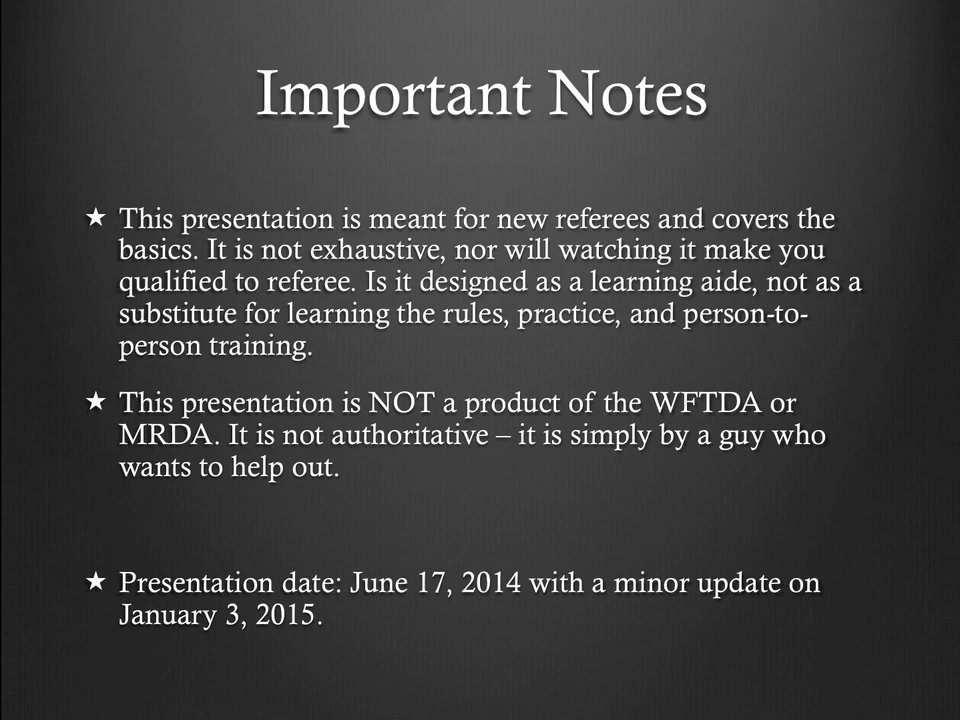 Important Notes
★ This presentation is meant for new referees and covers the
basics. It is not exhaustive, nor will watching it make you
qualified to referee. Is it designed as a learning aide, not as a
substitute for learning the rules, practice, and person-to-
person training.
★ This presentation is NOT a product of the WFTDA or
MRDA. It is not authoritative – it is simply by a guy who
wants to help out.
★ Presentation date: June 17, 2014 with a minor update on
January 3, 2015.